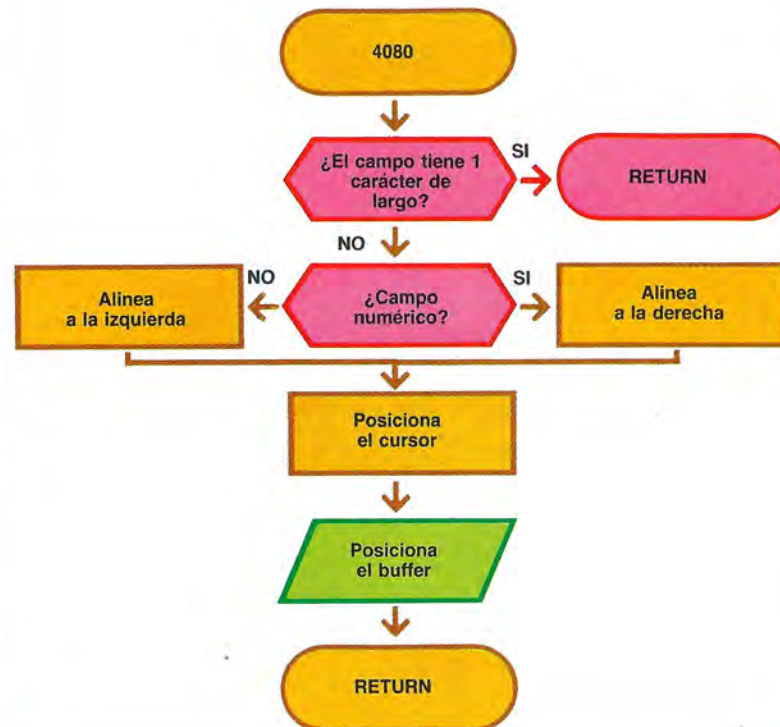 4080
¿El campo tiene 1
carácter de
largo?
SI
RETURN
NO
NO
¿Campo
numérico?
SI
Alinea
a la izquierda
Alinea
a la derecha
Posiciona
el cursor
Posiciona
el buffer
RETURN